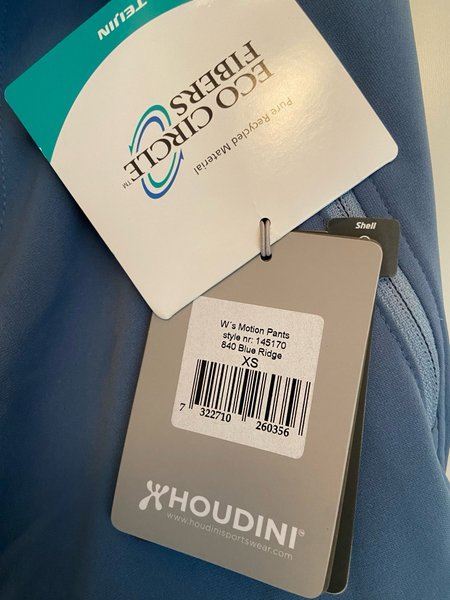 TEIJIN
ECO CIRCLE™
FIBERS
Pure Recycled Material
Shell
W´s Motion Pants
style nr: 145170
840 Blue Ridge
XS
7 322710 260356
HOUDINI
www.houdinisportswear.com